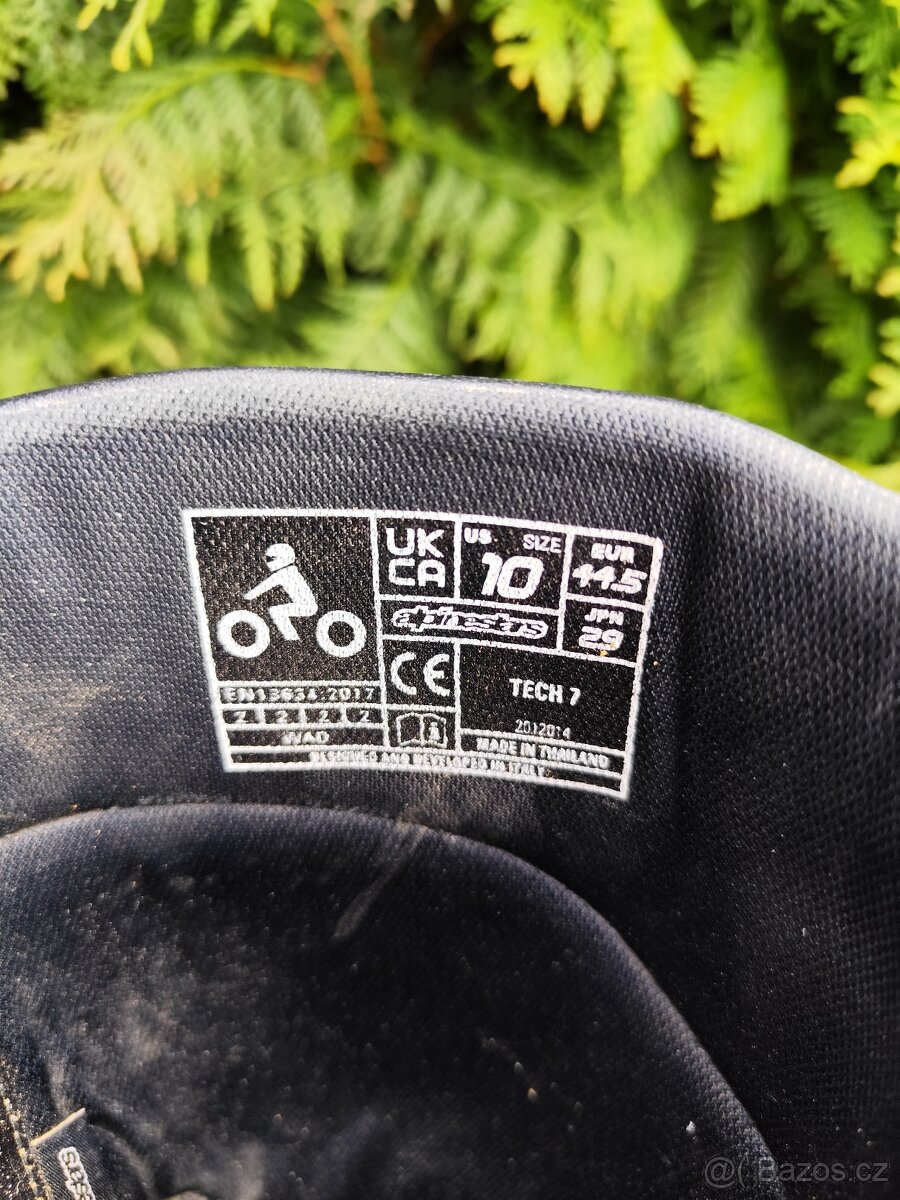 UK
CA
US SIZE
10
EUR
44.5
alpinestars
JPN
29
CE
TECH 7
2012014
EN13634:2017
2 2 2 2
WAD
i
MADE IN THAILAND
DESIGNED AND DEVELOPED IN ITALY
stars
@( Bazos.cz